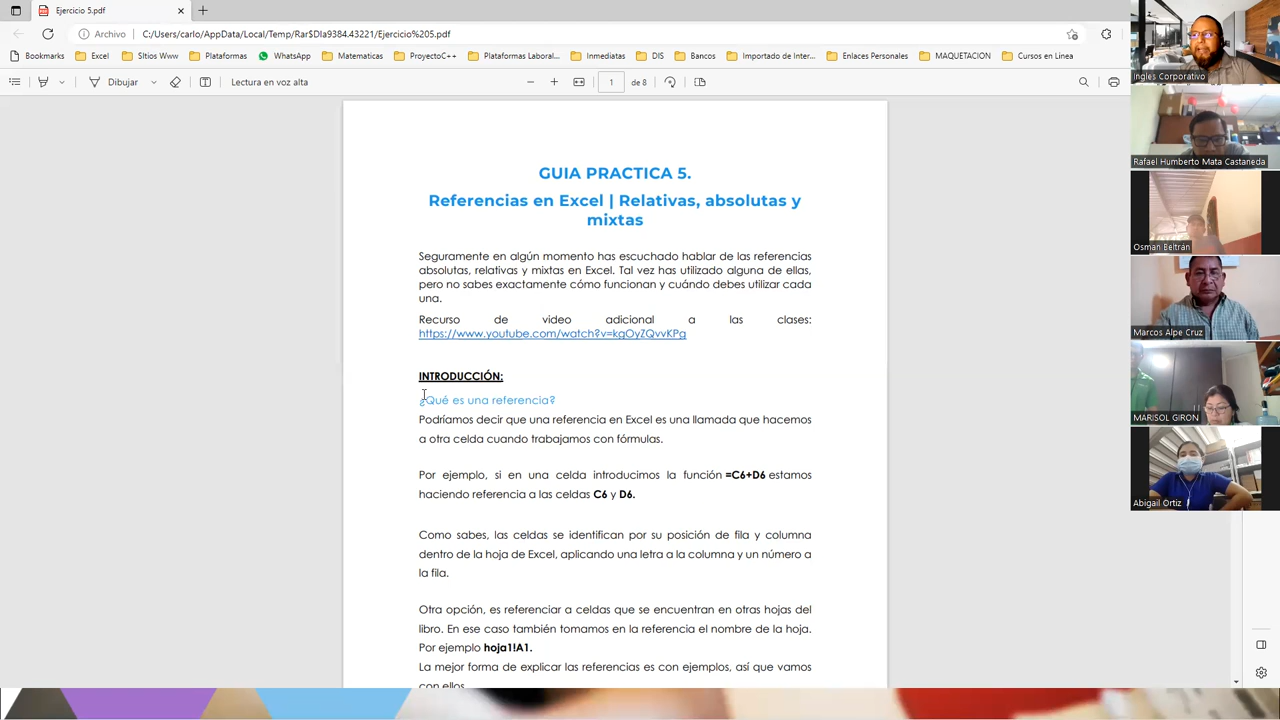 Ejercicio 5.pdf
Archivo
C:/Users/carlo/AppData/Local/Temp/Rar$DIa9384.43221/Ejercicio%205.pdf
Bookmarks
Excel
Sitios Www
Plataformas
WhatsApp
Matematicas
ProyectoCat
Plataformas Laboral...
Inmediatas
DIS
Bancos
Importado de Inter...
Enlaces Personales
MAQUETACION
Cursos en Linea
Dibujar
Lectura en voz alta
1
de 8
GUIA PRACTICA 5.
Referencias en Excel | Relativas, absolutas y
mixtas
Seguramente en algún momento has escuchado hablar de las referencias
absolutas, relativas y mixtas en Excel. Tal vez has utilizado alguna de ellas,
pero no sabes exactamente cómo funcionan y cuándo debes utilizar cada
una.
Recurso de video adicional a las clases:
https://www.youtube.com/watch?v=kgOyZQvvKPg
INTRODUCCIÓN:
¿Qué es una referencia?
Podríamos decir que una referencia en Excel es una llamada que hacemos
a otra celda cuando trabajamos con fórmulas.
Por ejemplo, si en una celda introducimos la función =C6+D6 estamos
haciendo referencia a las celdas C6 y D6.
Como sabes, las celdas se identifican por su posición de fila y columna
dentro de la hoja de Excel, aplicando una letra a la columna y un número a
la fila.
Otra opción, es referenciar a celdas que se encuentran en otras hojas del
libro. En ese caso también tomamos en la referencia el nombre de la hoja.
Por ejemplo hoja1!A1.
La mejor forma de explicar las referencias es con ejemplos, así que vamos
con ellos
Ingles Corporativo
Rafael Humberto Mata Castaneda
Osman Beltrán
Marcos Alpe Cruz
MARISOL GIRON
Abigail Ortiz